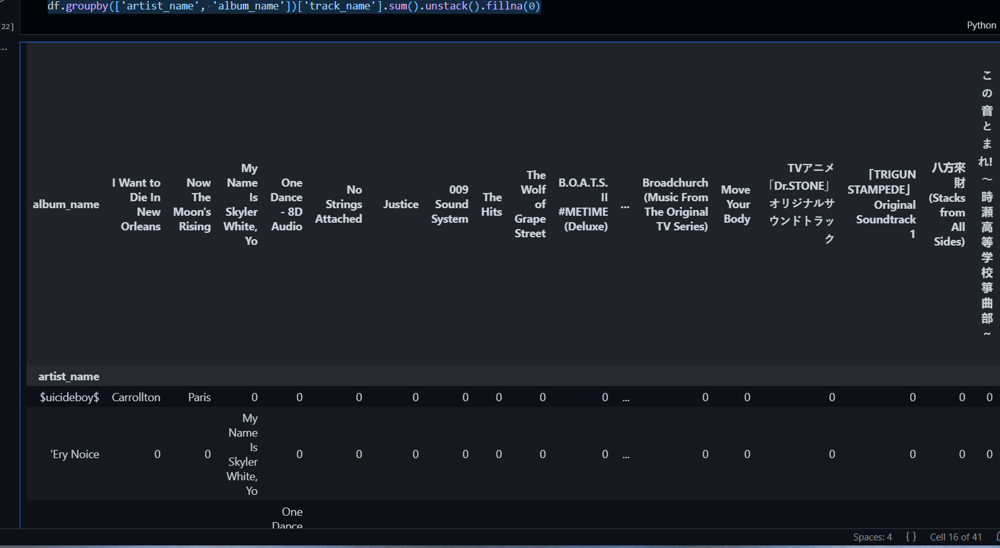 df.groupby(['artist_name', 'album_name'])['track_name'].sum().unstack().fillna(0)
[22]
Python
...
album_name
I Want to
Die In
New
Orleans
Now
The
Moon's
Rising
My
Name
Is
Skyler
White,
Yo
One
Dance
- 8D
Audio
No
Strings
Attached
Justice
009
Sound
System
The
Hits
The
Wolf
of
Grape
Street
B.O.A.T.S.
II
#METIME
(Deluxe)
...
Broadchurch
(Music From
The Original
TV Series)
Move
Your
Body
TVアニメ
「Dr.STONE」
オリジナルサ
ウンドトラッ
ク
「TRIGUN
STAMPEDE」
Original
Soundtrack
1
八方來
財
(Stacks
from
All
Sides)
こ
の
音
と
ま
れ!
～
時
瀬
高
等
学
校
箏
曲
部
~
artist_name
$uicideboy$ Carrollton Paris 0 0 0 0 0 0 0 0 ... 0 0 0 0 0 0
'Ery Noice 0 0 My
Name
Is
Skyler
White,
Yo
0 0 0 0 0 0 0 ... 0 0 0 0 0 0
One
Dance
Spaces: 4 { } Cell 16 of 41